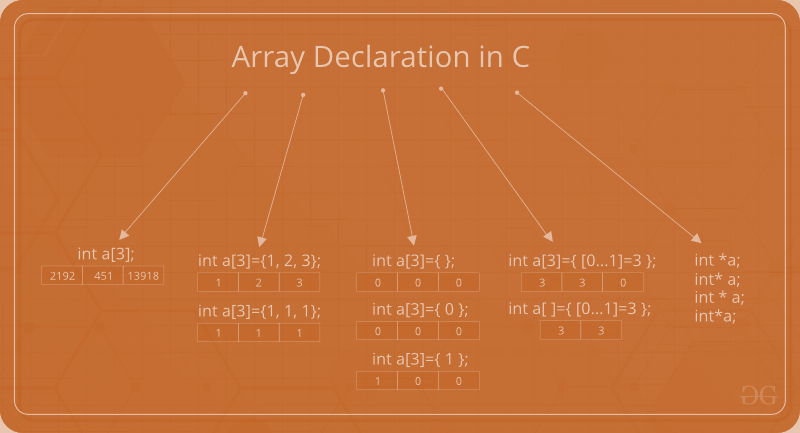 Array Declaration in C
int a[3];
2192 451 13918
int a[3]={1, 2, 3};
1 2 3
int a[3]={1, 1, 1};
1 1 1
int a[3]={ };
0 0 0
int a[3]={ 0 };
0 0 0
int a[3]={ 1 };
1 0 0
int a[3]={ [0...1]=3 };
3 3 0
int a[ ]={ [0...1]=3 };
3 3
int *a;
int* a;
int * a;
int*a;